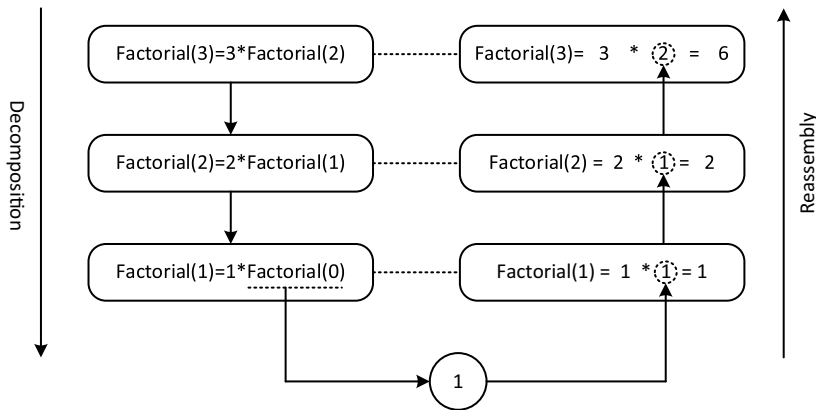 Decomposition
Factorial(3)=3*Factorial(2)
Factorial(3)= 3 * 2 = 6
Factorial(2)=2*Factorial(1)
Factorial(2) = 2 * 1 = 2
Factorial(1)=1*Factorial(0)
Factorial(1) = 1 * 1 = 1
1
Reassembly